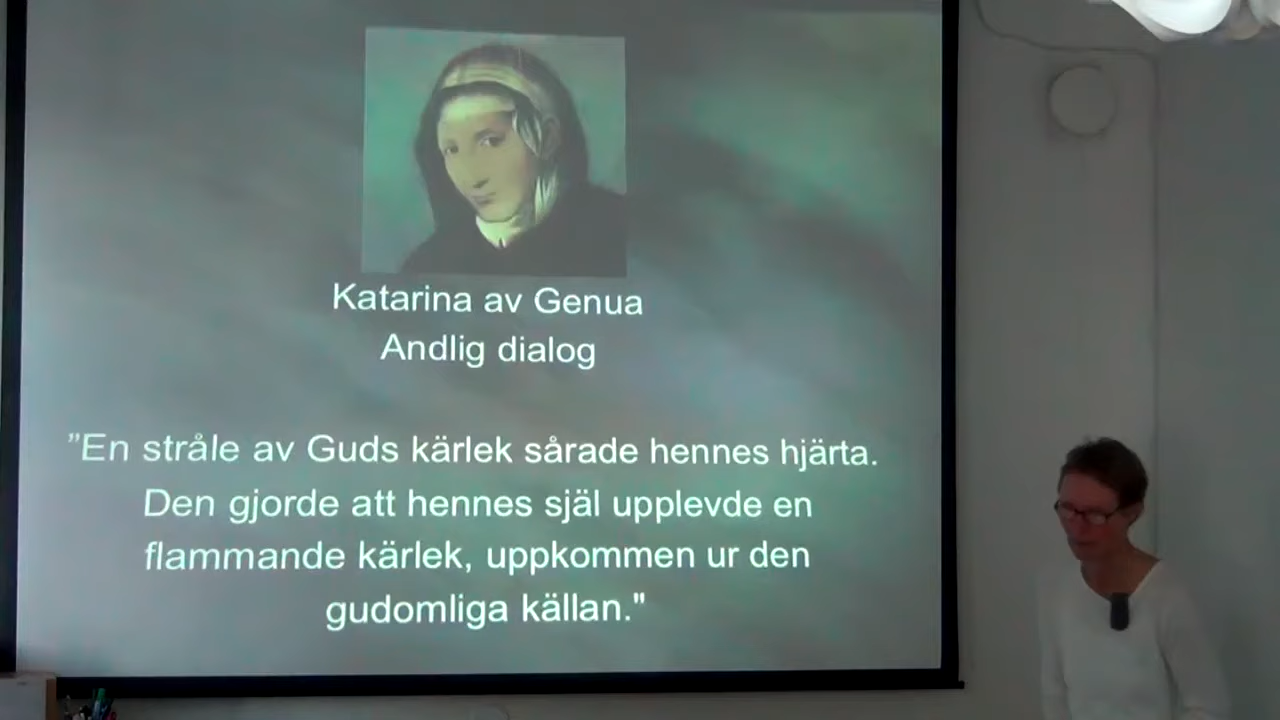 Katarina av Genua
Andlig dialog
”En stråle av Guds kärlek sårade hennes hjärta.
Den gjorde att hennes själ upplevde en
flammande kärlek, uppkommen ur den
gudomliga källan."